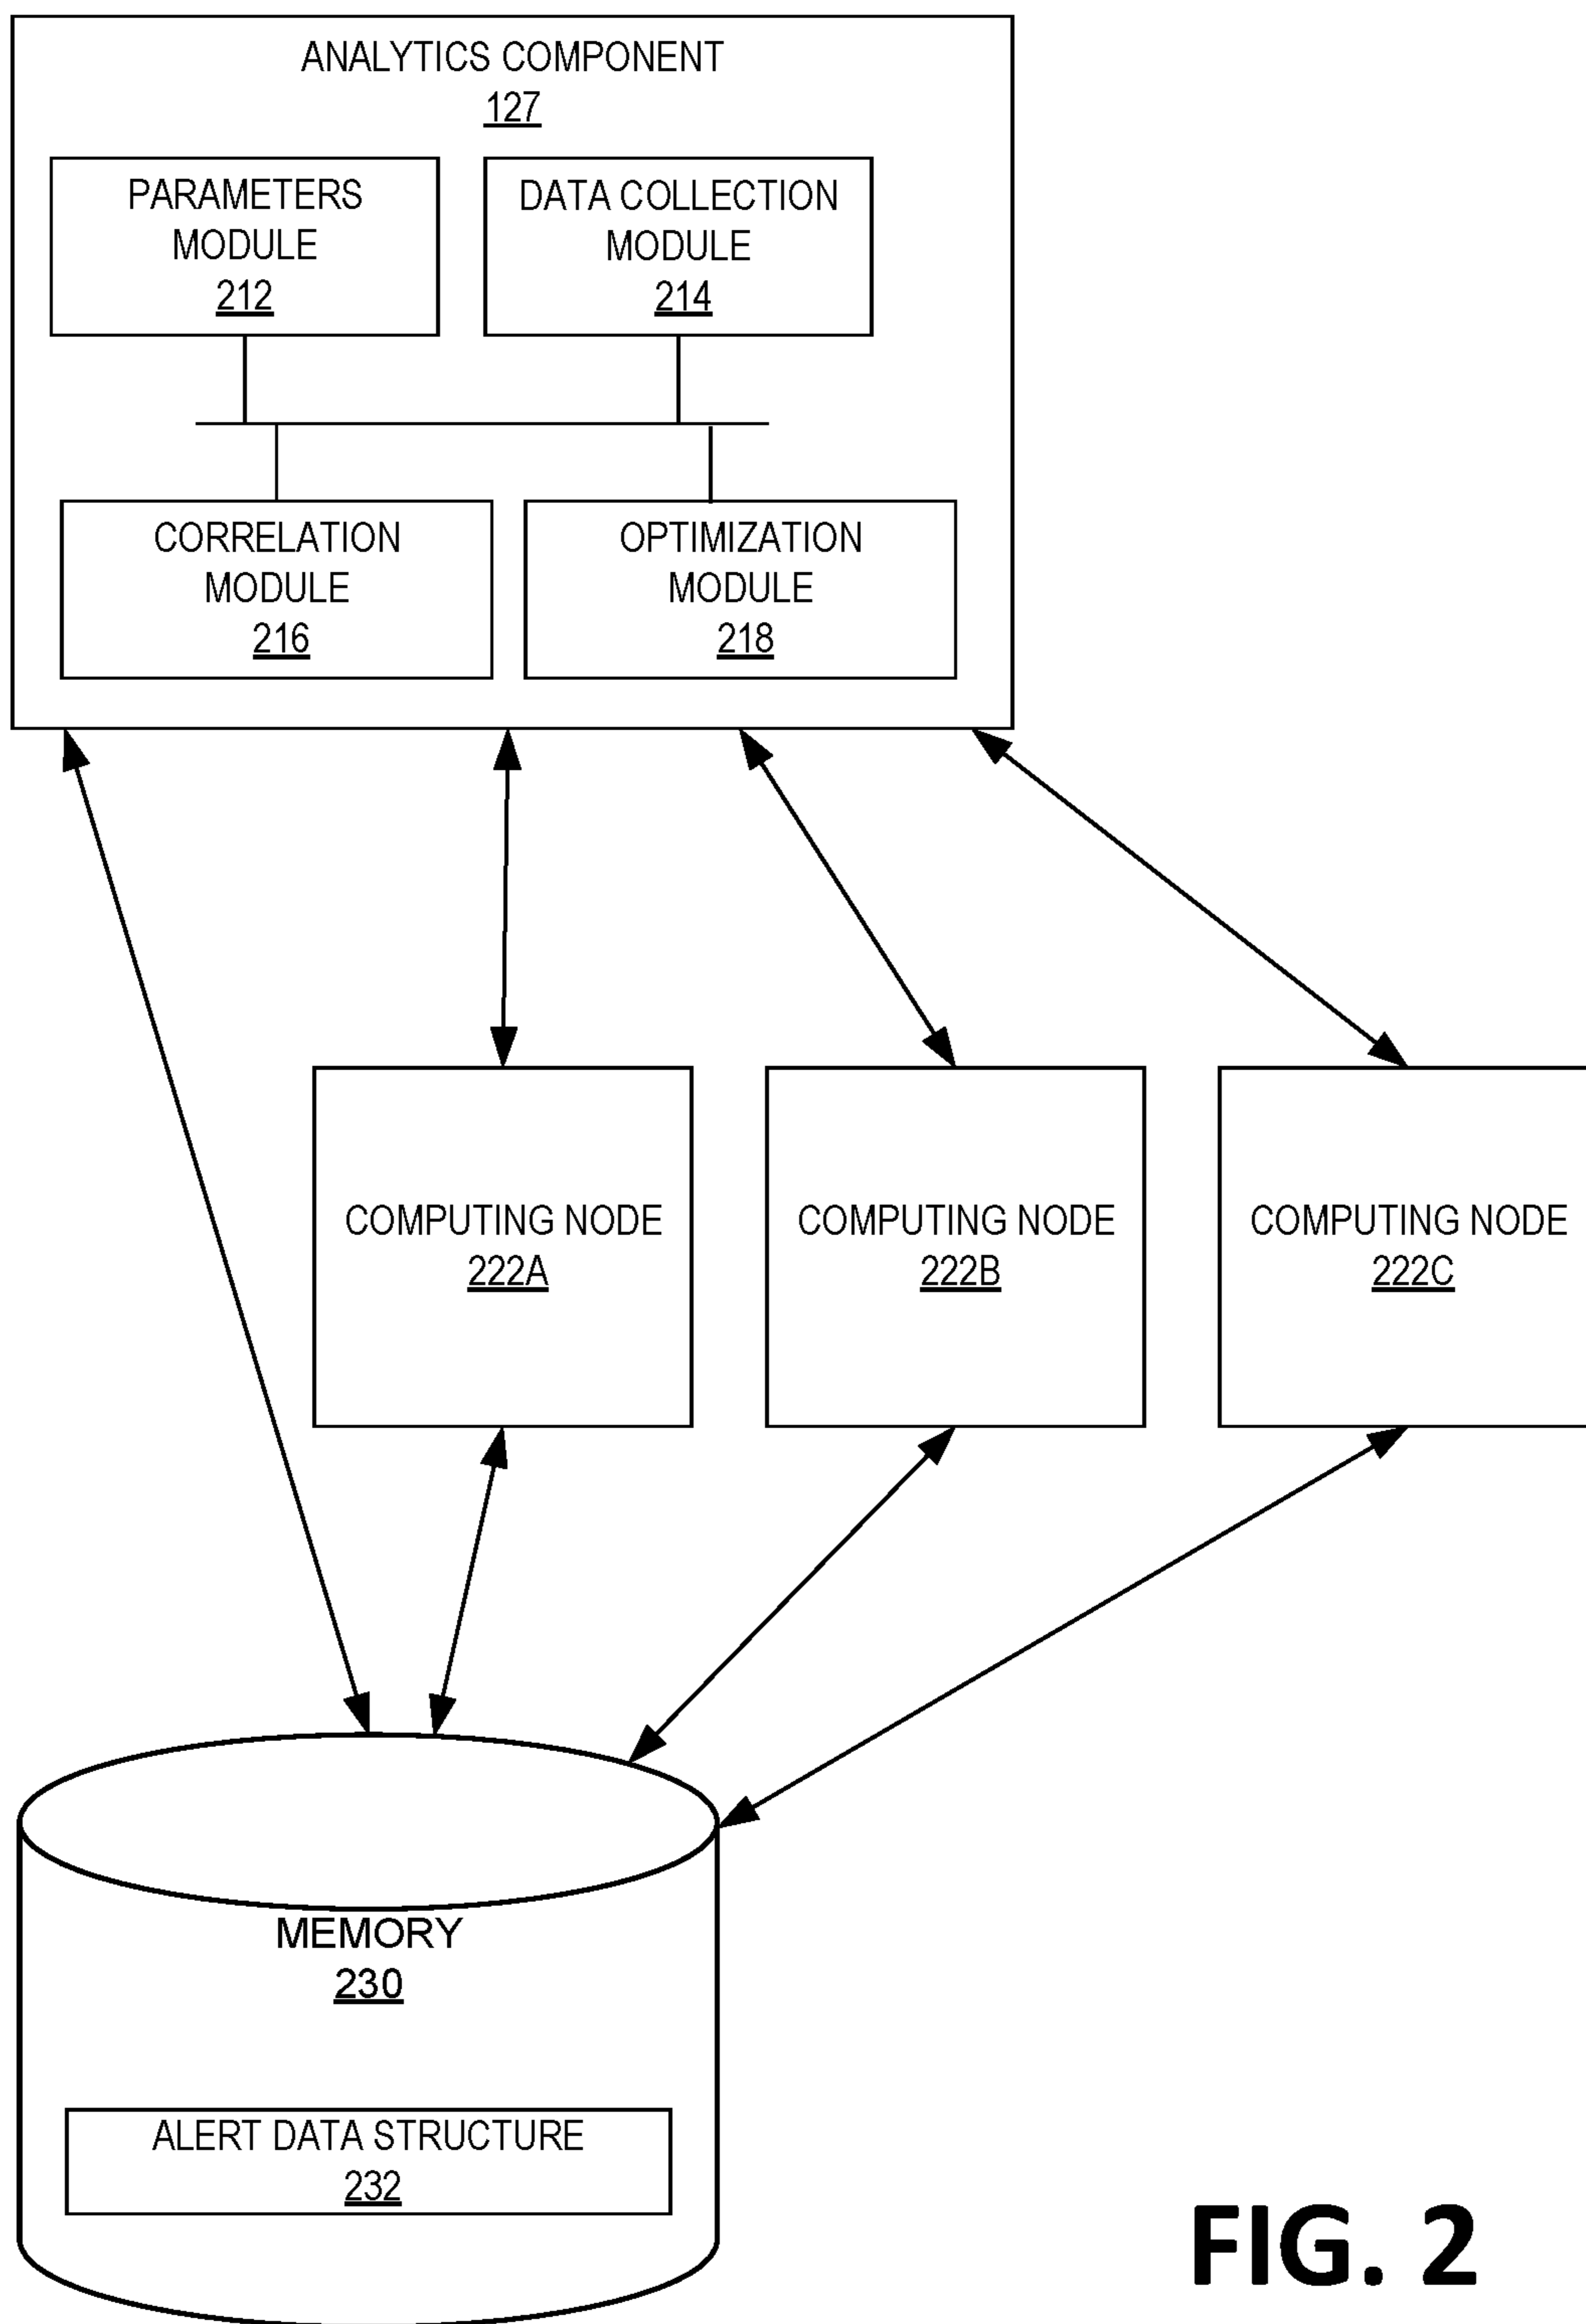 ANALYTICS COMPONENT
127
PARAMETERS
MODULE
212
DATA COLLECTION
MODULE
214
CORRELATION
MODULE
216
OPTIMIZATION
MODULE
218
COMPUTING NODE
222A
COMPUTING NODE
222B
COMPUTING NODE
222C
MEMORY
230
ALERT DATA STRUCTURE
232
FIG. 2